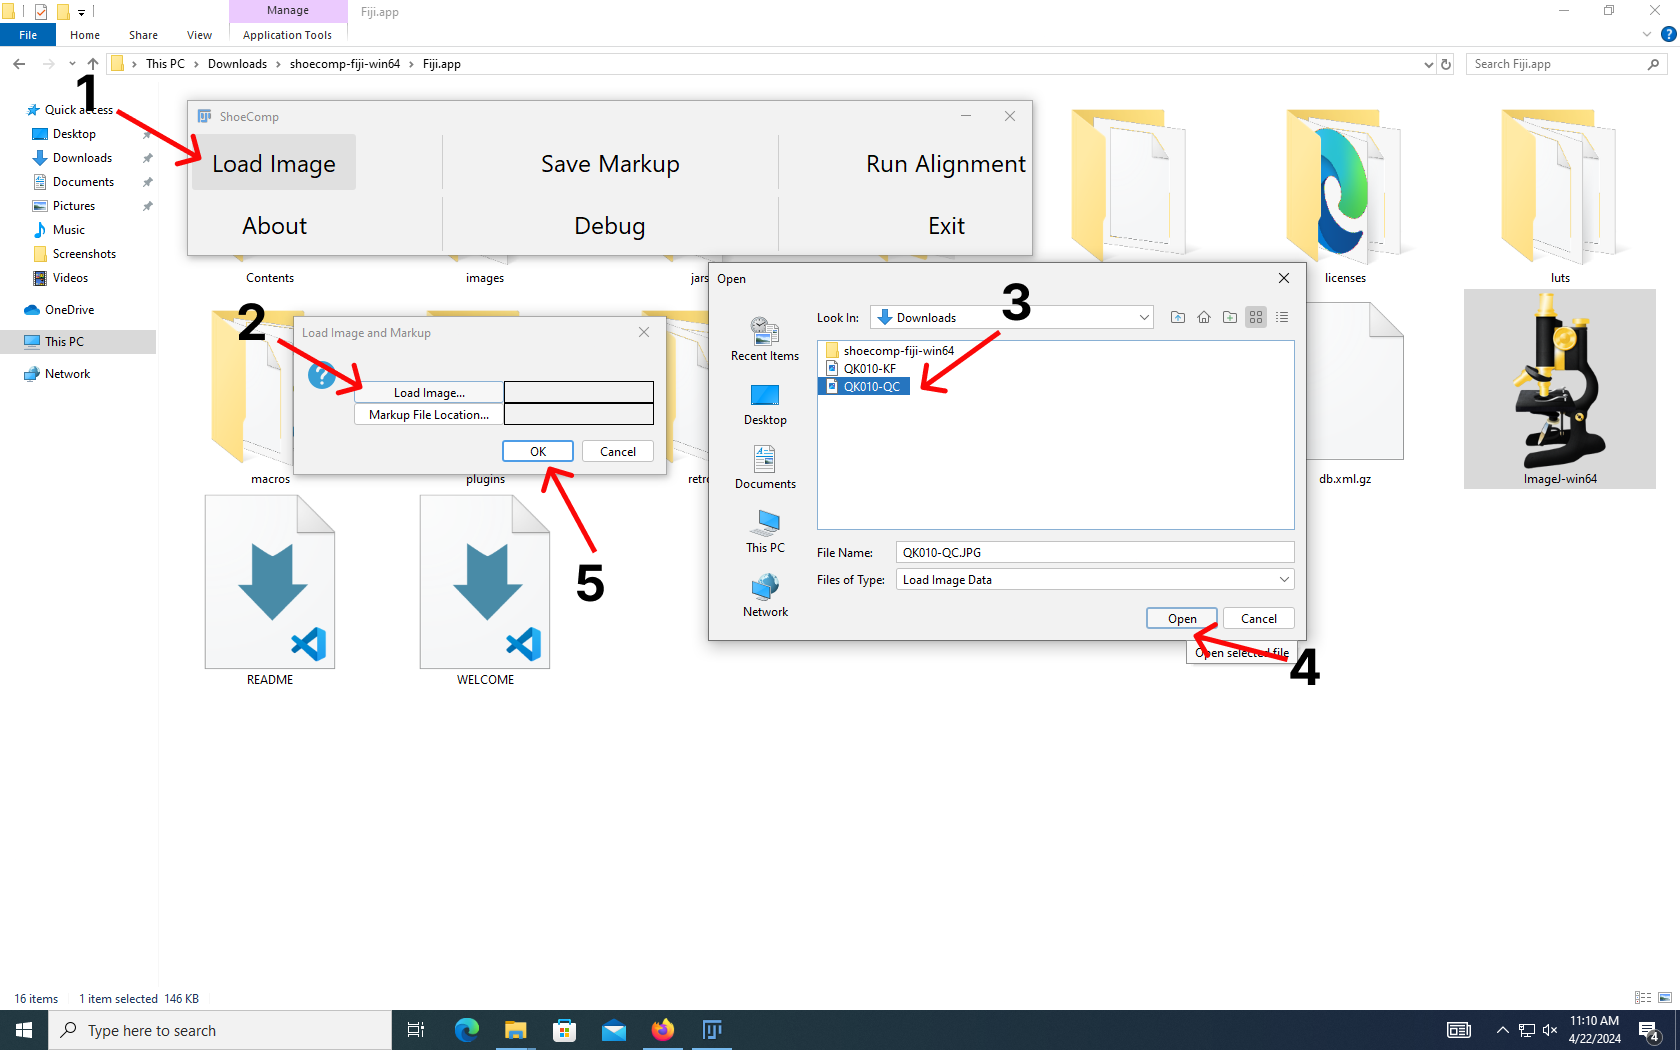 Manage
Fiji.app
File
Home
Share
View
Application Tools
This PC
Downloads
shoecomp-fiji-win64
Fiji.app
Search Fiji.app
1
Quick access
Desktop
Downloads
Documents
Pictures
Music
Screenshots
Videos
OneDrive
This PC
Network
ShoeComp
Load Image
Save Markup
Run Alignment
About
Debug
Exit
Contents
images
jars
licenses
luts
2
Load Image and Markup
Load Image...
Markup File Location...
OK
Cancel
macros
plugins
retro
db.xml.gz
ImageJ-win64
5
Open
3
Look In:
Downloads
Recent Items
Desktop
Documents
This PC
Network
shoecomp-fiji-win64
QK010-KF
QK010-QC
File Name:
QK010-QC.JPG
Files of Type:
Load Image Data
Open
Cancel
Open selected file
4
README
WELCOME
16 items
1 item selected 146 KB
Type here to search
11:10 AM
4/22/2024
4